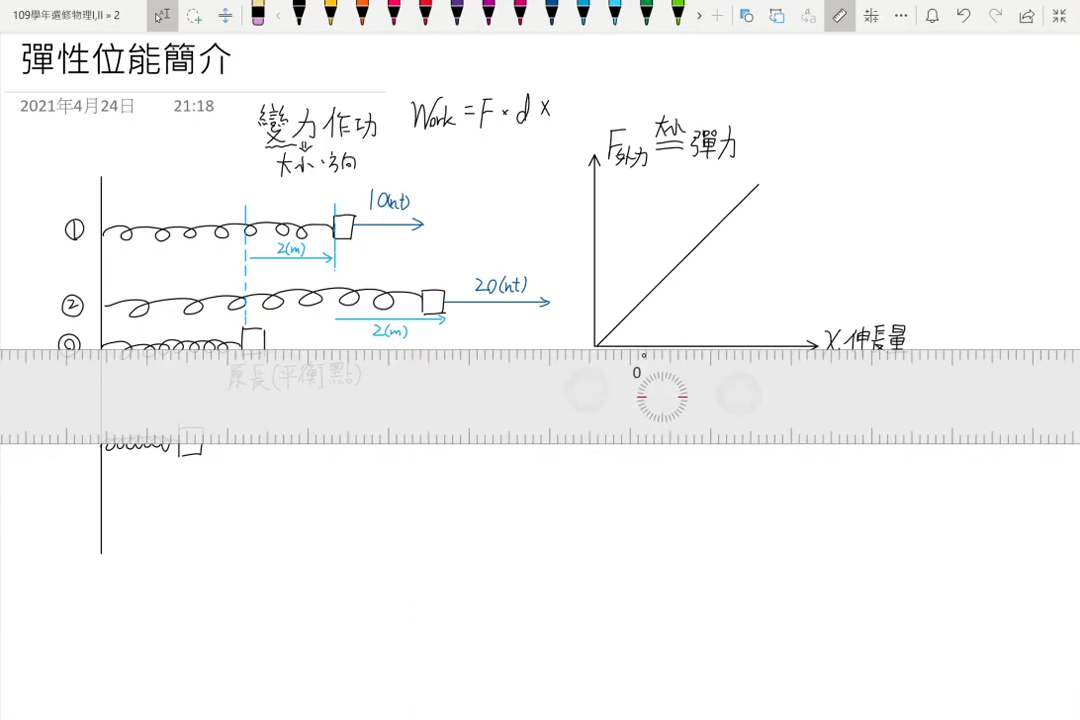 109學年選修物理I,II » 2
彈性位能簡介
2021年4月24日 21:18
變力作功 Work = F × d ×
大小、方向
F外力 大小 彈力
① 10(nt)
2(m)
② 20(nt)
2(m)
X 伸長量
原長(平衡點)
0°